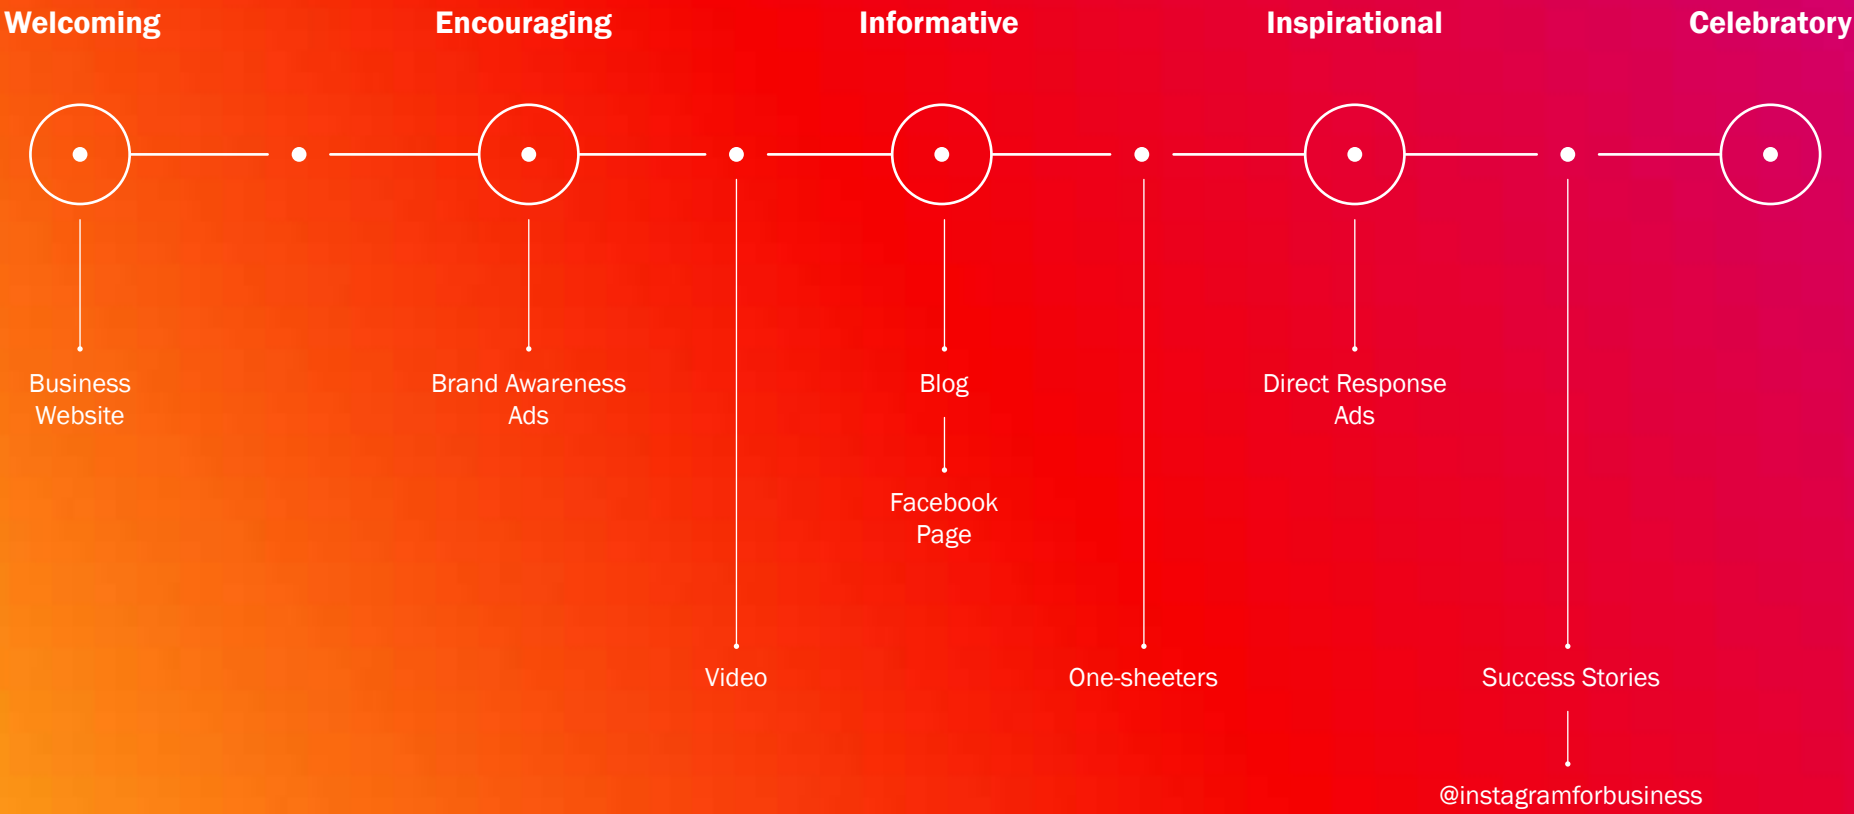 Welcoming
Encouraging
Informative
Inspirational
Celebratory
Business
Website
Brand Awareness
Ads
Blog
Facebook
Page
Direct Response
Ads
Video
One-sheeters
Success Stories
@instagramforbusiness